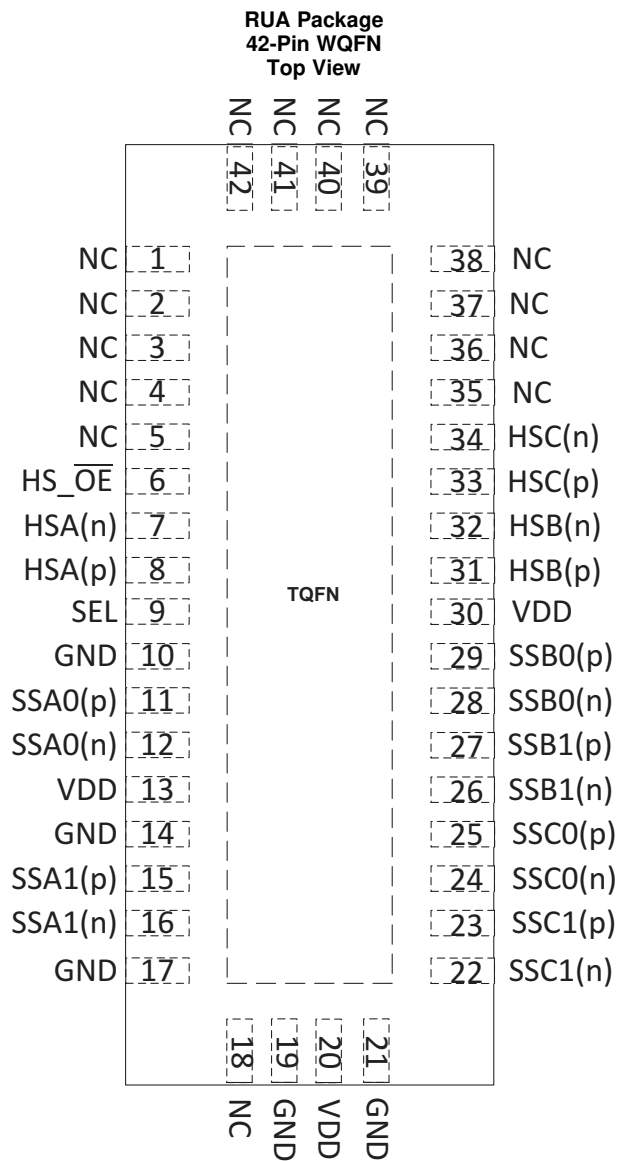 RUA Package
42-Pin WQFN
Top View
NC NC NC NC
42 41 40 39
NC 1 38 NC
NC 2 37 NC
NC 3 36 NC
NC 4 35 NC
NC 5 34 HSC(n)
HS_O̅E̅ 6 33 HSC(p)
HSA(n) 7 32 HSB(n)
HSA(p) 8 31 HSB(p)
TQFN
SEL 9 30 VDD
GND 10 29 SSB0(p)
SSA0(p) 11 28 SSB0(n)
SSA0(n) 12 27 SSB1(p)
VDD 13 26 SSB1(n)
GND 14 25 SSC0(p)
SSA1(p) 15 24 SSC0(n)
SSA1(n) 16 23 SSC1(p)
GND 17 22 SSC1(n)
18 19 20 21
NC GND VDD GND